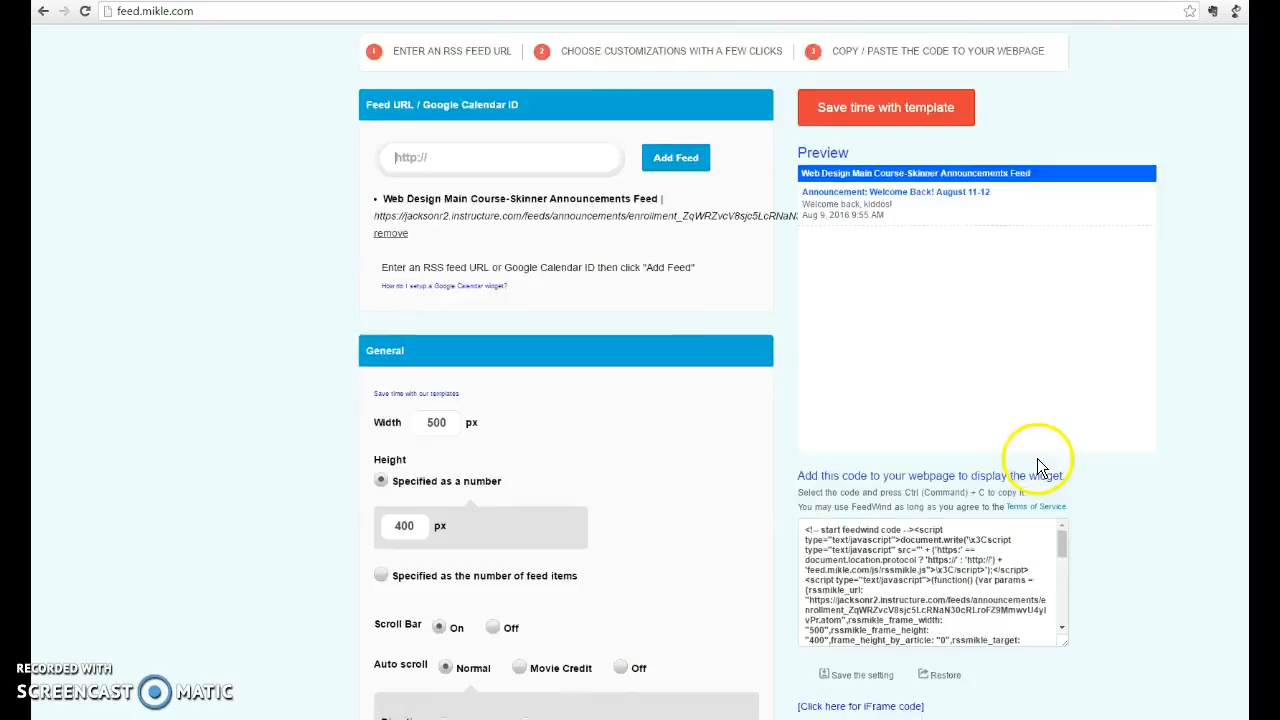 feed.mikle.com
1 ENTER AN RSS FEED URL 2 CHOOSE CUSTOMIZATIONS WITH A FEW CLICKS 3 COPY / PASTE THE CODE TO YOUR WEBPAGE
Feed URL / Google Calendar ID
http://
Add Feed
• Web Design Main Course-Skinner Announcements Feed |
https://jacksonr2.instructure.com/feeds/announcements/enrollment_ZqWRZvcV8sjc5LcRNaN3
remove
Enter an RSS feed URL or Google Calendar ID then click "Add Feed"
How do I setup a Google Calendar widget?
General
Save time with our templates
Width 500 px
Height
Specified as a number
400 px
Specified as the number of feed items
Scroll Bar On Off
Auto scroll Normal Movie Credit Off
Save time with template
Preview
Web Design Main Course-Skinner Announcements Feed
Announcement: Welcome Back! August 11-12
Welcome back, kiddos!
Aug 9, 2016 9:55 AM
Add this code to your webpage to display the widget.
Select the code and press Ctrl (Command) + C to copy it.
You may use FeedWind as long as you agree to the Terms of Service.
<!-- start feedwind code --><script
type="text/javascript">document.write('\x3Cscript
type="text/javascript" src="' + ('https:' ==
document.location.protocol ? 'https://' : 'http://') +
'feed.mikle.com/js/rssmikle.js">\x3C/script>');</script>
<script type="text/javascript">(function() {var params =
{rssmikle_url:
"https://jacksonr2.instructure.com/feeds/announcements/e
nrollment_ZqWRZvcV8sjc5LcRNaN30cRLroFZ9MmwvU4yl
vPr.atom",rssmikle_frame_width:
"500",rssmikle_frame_height:
"400",frame_height_by_article: "0",rssmikle_target:
Save the setting Restore
[Click here for iFrame code]
RECORDED WITH
SCREENCAST MATIC